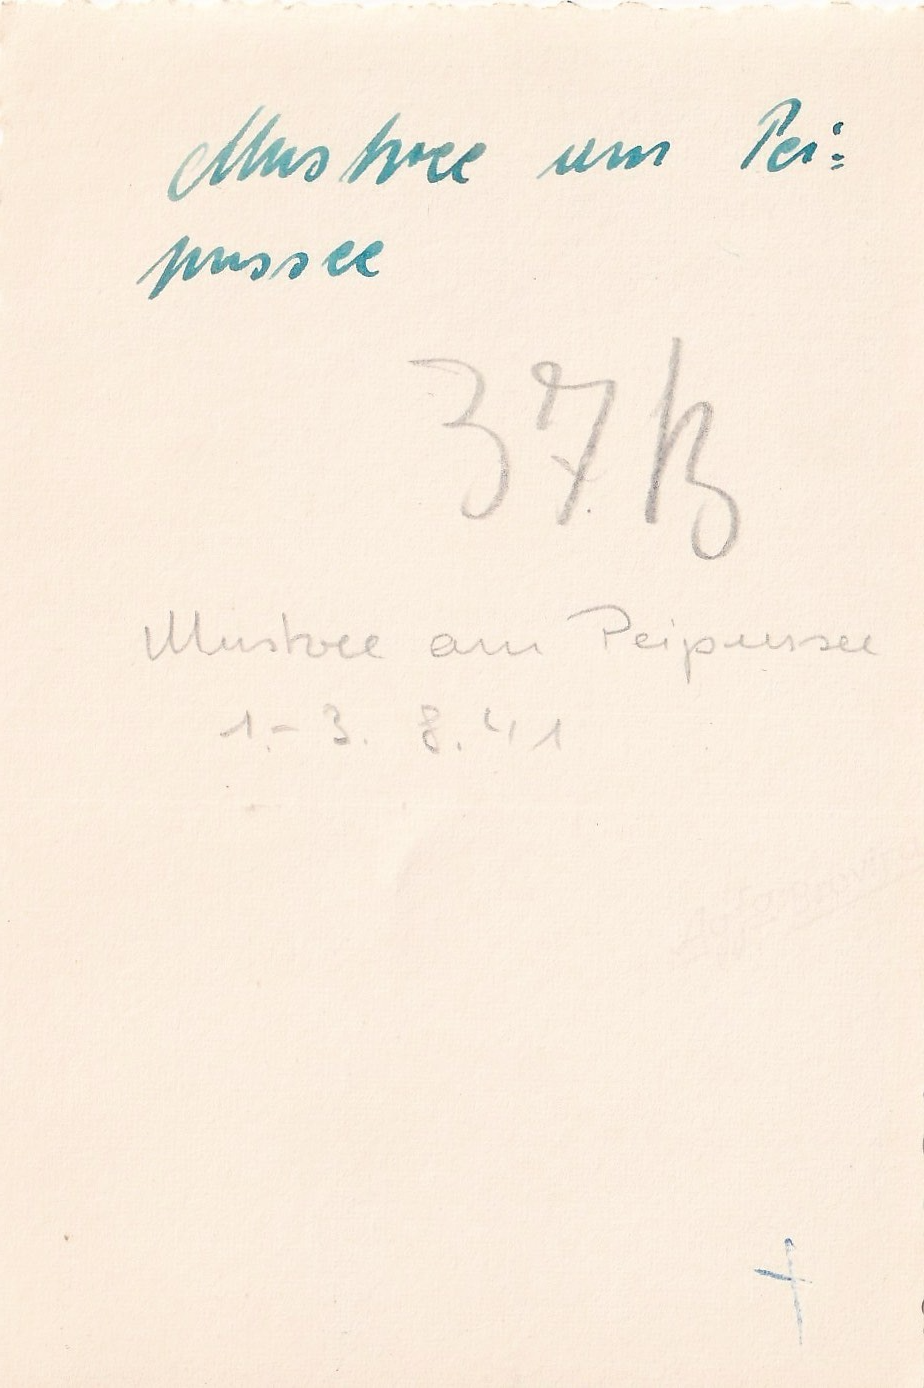 Mustvee am Pei=
pussee
37B
Mustvee am Peipussee
1.-3. 8.41